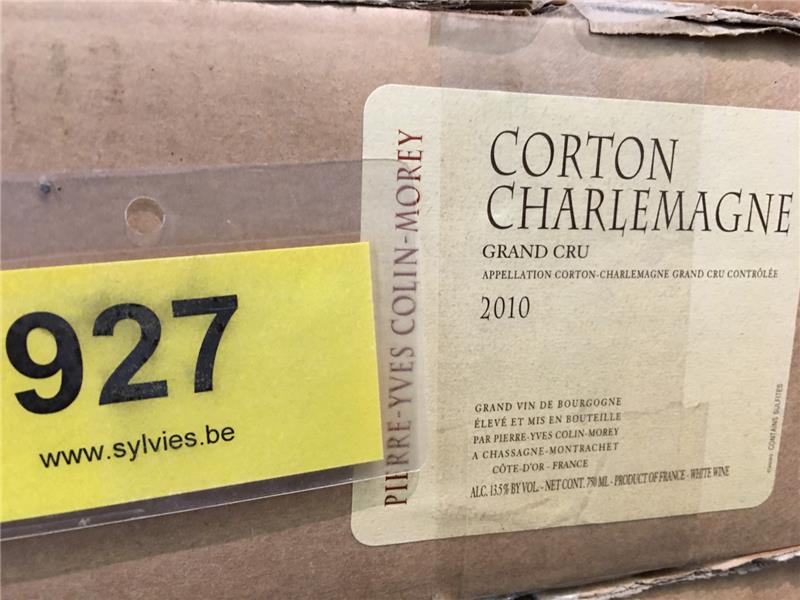 927
www.sylvies.be
PIERRE-YVES COLIN-MOREY
CORTON
CHARLEMAGNE
GRAND CRU
APPELLATION CORTON-CHARLEMAGNE GRAND CRU CONTRÔLÉE
2010
GRAND VIN DE BOURGOGNE
ÉLEVÉ ET MIS EN BOUTEILLE
PAR PIERRE-YVES COLIN-MOREY
A CHASSAGNE-MONTRACHET
CÔTE-D'OR - FRANCE
ALC. 13.5% BY VOL. - NET CONT. 750 ML - PRODUCT OF FRANCE - WHITE WINE
CONTAINS SULFITES